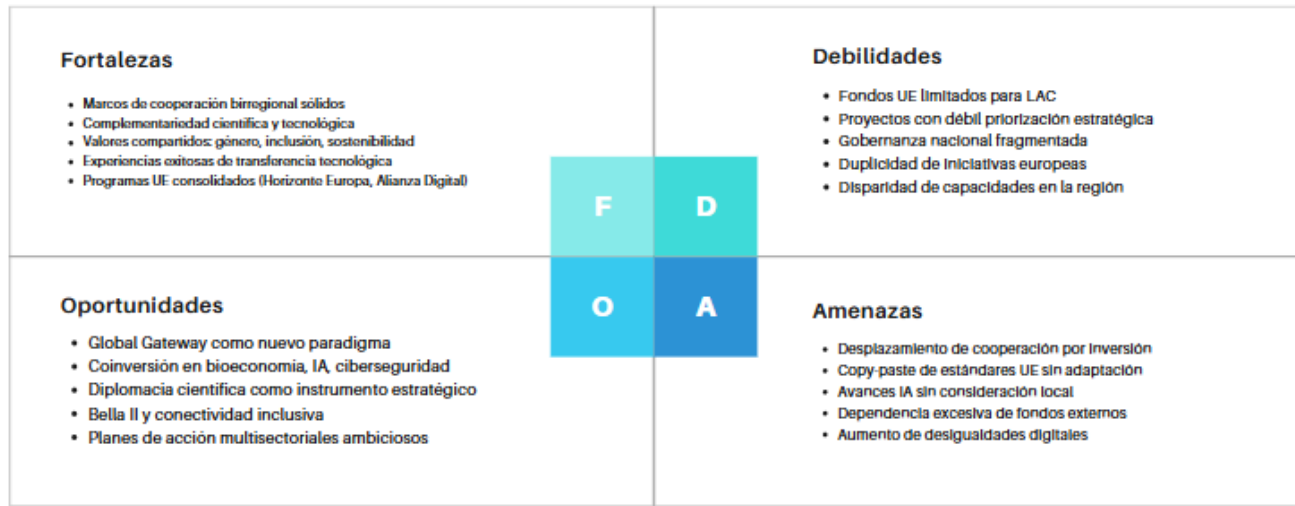 Fortalezas
• Marcos de cooperación birregional sólidos
• Complementariedad científica y tecnológica
• Valores compartidos: género, inclusión, sostenibilidad
• Experiencias exitosas de transferencia tecnológica
• Programas UE consolidados (Horizonte Europa, Alianza Digital)
Debilidades
• Fondos UE limitados para LAC
• Proyectos con débil priorización estratégica
• Gobernanza nacional fragmentada
• Duplicidad de iniciativas europeas
• Disparidad de capacidades en la región
F D
O A
Oportunidades
• Global Gateway como nuevo paradigma
• Coinversión en bioeconomía, IA, ciberseguridad
• Diplomacia científica como instrumento estratégico
• Bella II y conectividad inclusiva
• Planes de acción multisectoriales ambiciosos
Amenazas
• Desplazamiento de cooperación por inversión
• Copy-paste de estándares UE sin adaptación
• Avances IA sin consideración local
• Dependencia excesiva de fondos externos
• Aumento de desigualdades digitales